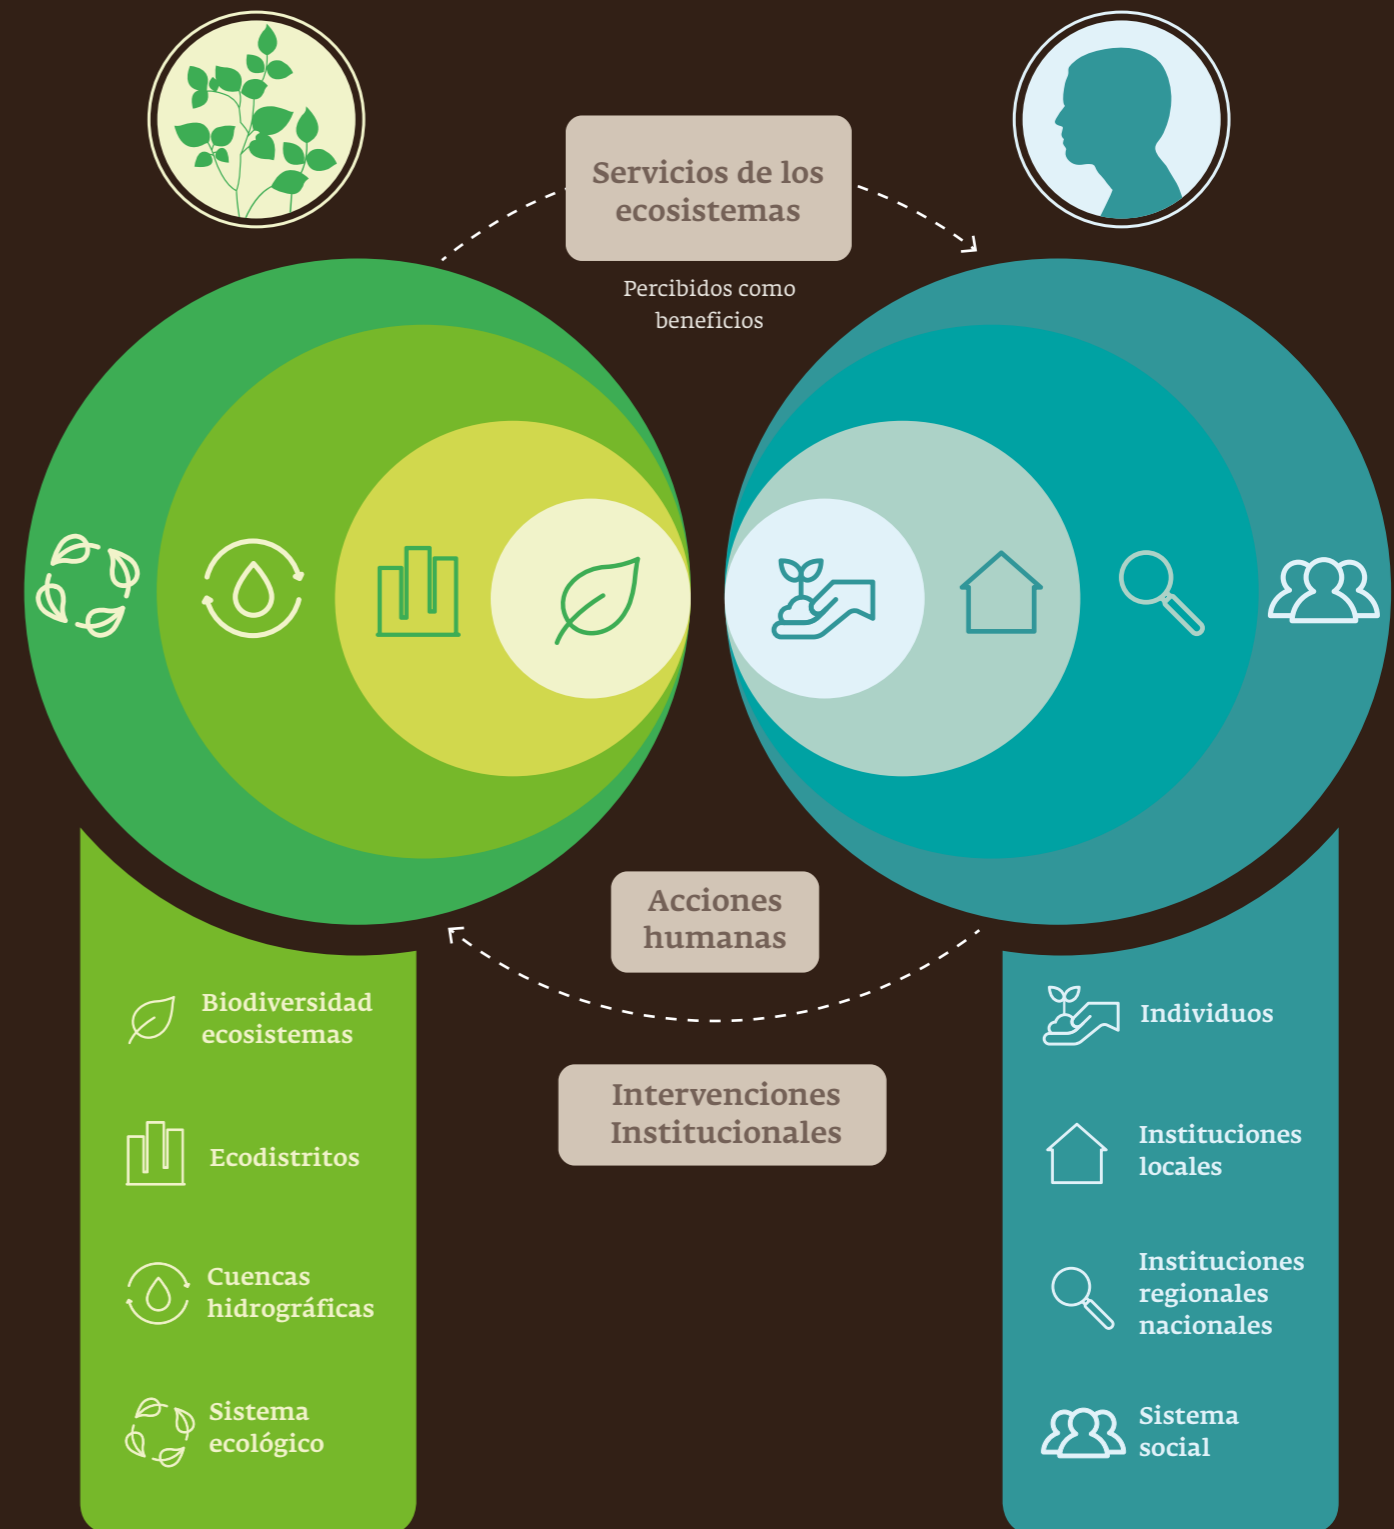 Servicios de los
ecosistemas
Percibidos como
beneficios
Acciones
humanas
Intervenciones
Institucionales
Biodiversidad
ecosistemas
Ecodistritos
Cuencas
hidrográficas
Sistema
ecológico
Individuos
Instituciones
locales
Instituciones
regionales
nacionales
Sistema
social